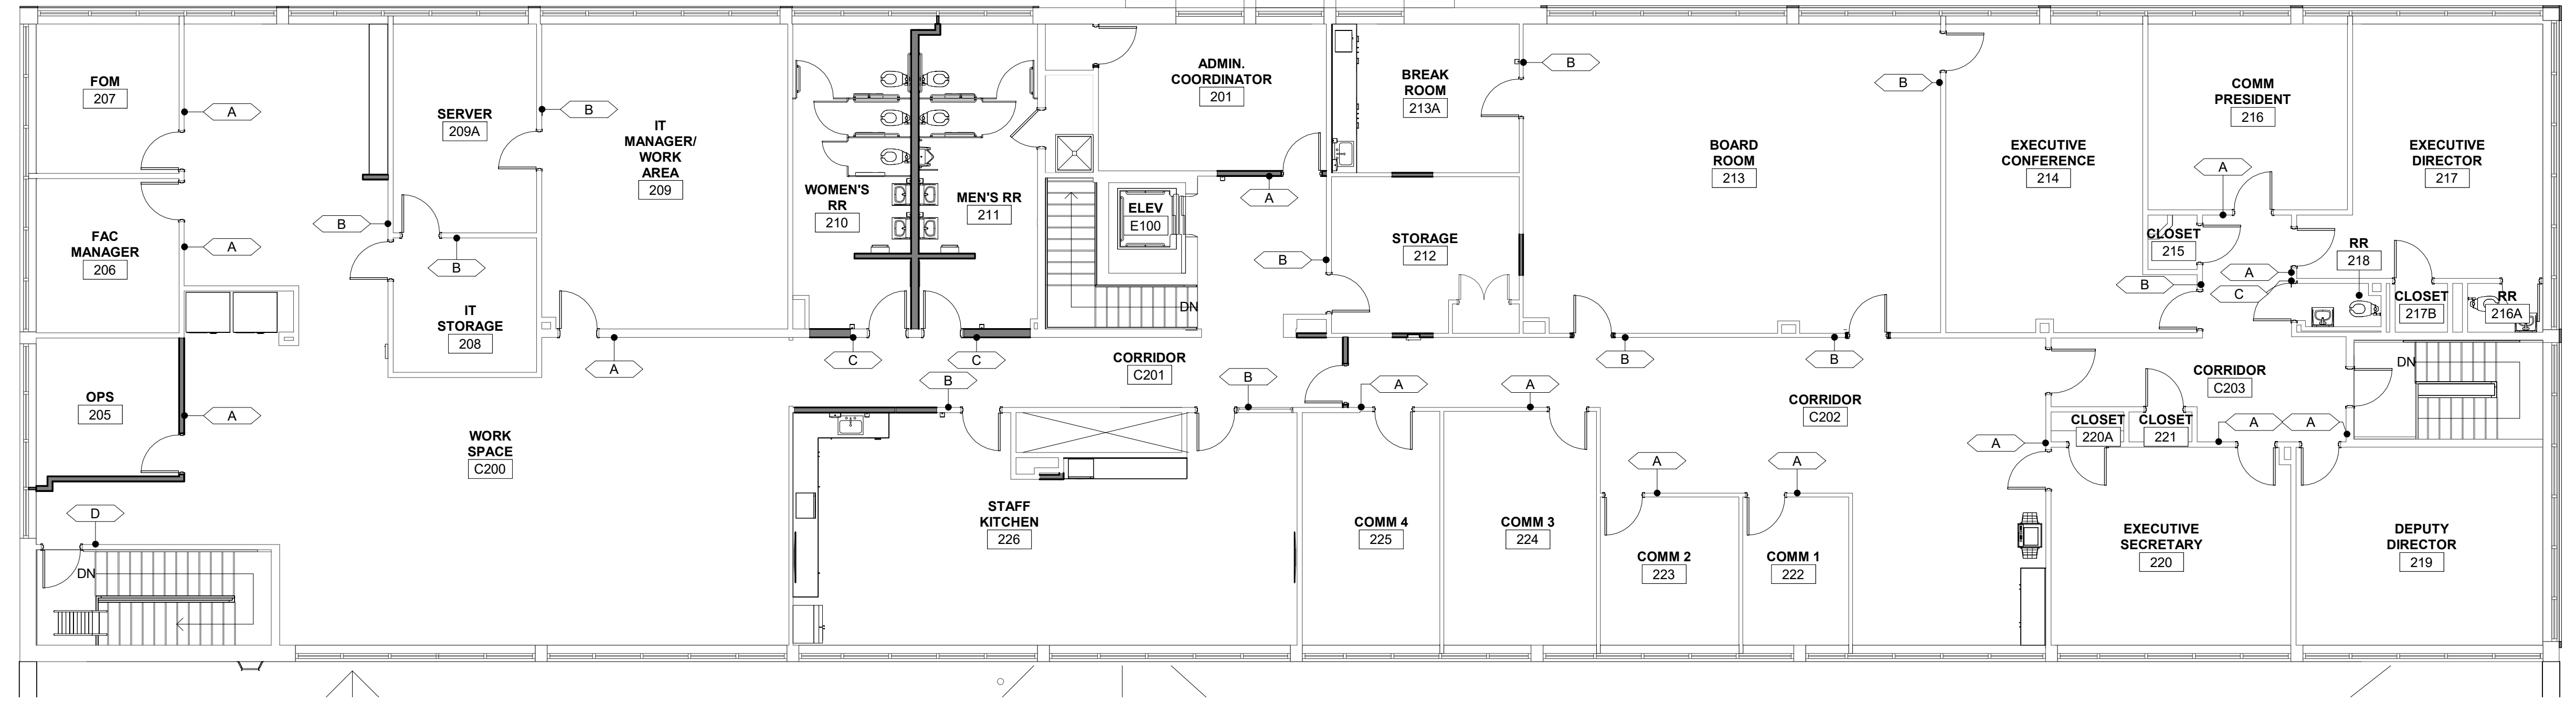 FOM
207
A
SERVER
209A
B
IT
MANAGER/
WORK
AREA
209
WOMEN'S
RR
210
MEN'S RR
211
ADMIN.
COORDINATOR
201
A
BREAK
ROOM
213A
B
BOARD
ROOM
213
B
EXECUTIVE
CONFERENCE
214
COMM
PRESIDENT
216
A
EXECUTIVE
DIRECTOR
217
FAC
MANAGER
206
A
B
B
IT
STORAGE
208
A
ELEV
E100
DN
B
STORAGE
212
CLOSET
215
A
B
C
RR
218
CLOSET
217B
RR
216A
OPS
205
A
WORK
SPACE
C200
C
C
CORRIDOR
C201
B
B
A
A
B
B
CORRIDOR
C202
CORRIDOR
C203
DN
CLOSET
220A
CLOSET
221
A
A
A
A
A
D
DN
STAFF
KITCHEN
226
COMM 4
225
COMM 3
224
COMM 2
223
COMM 1
222
EXECUTIVE
SECRETARY
220
DEPUTY
DIRECTOR
219